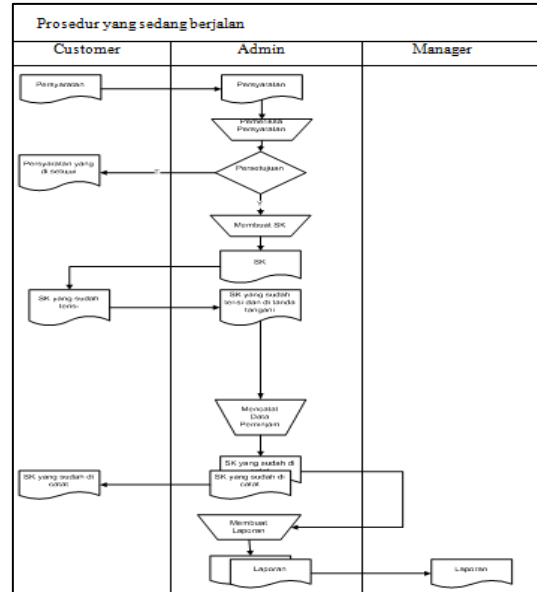 Prosedur yang sedang berjalan
Customer
Admin
Manager
Persyaratan
Persyaratan
Pemeriksa
Persyaratan
Persyaratan yang
di setujui
T
Persetujuan
Y
Membuat SK
SK
SK yang sudah
terisi
SK yang sudah
terisi dan di tanda
tangani
Mencatat
Data
Peminjam
SK yang sudah di
SK yang sudah di
catat
SK yang sudah di
catat
Membuat
Laporan
Laporan
Laporan